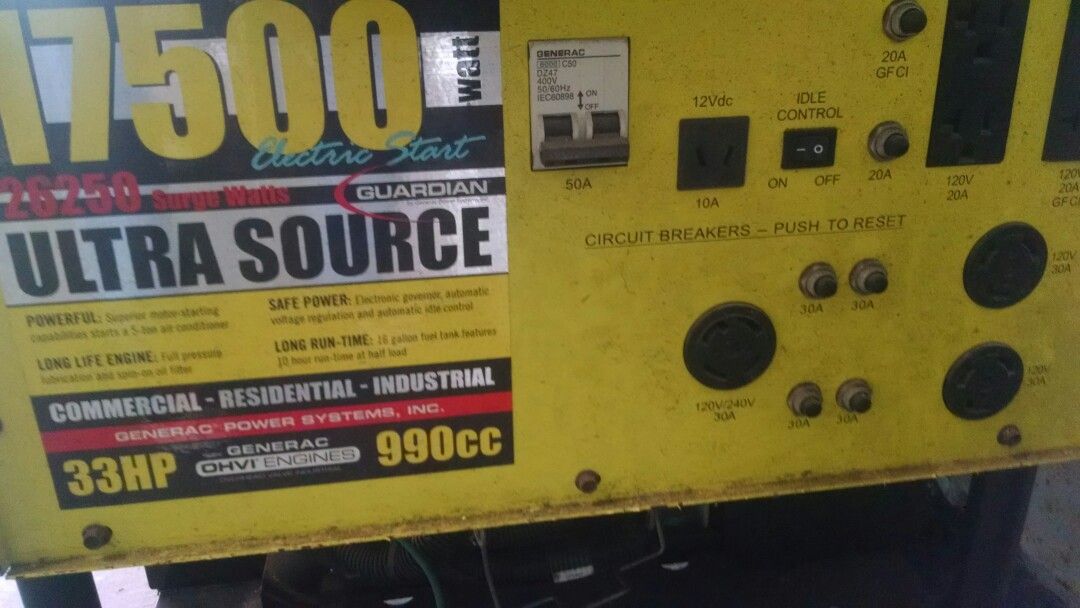 17500
watt
Electric Start
26250 Surge Watts
GUARDIAN
ULTRA SOURCE
POWERFUL: Superior motor-starting
capabilities starts a 5-ton air conditioner
LONG LIFE ENGINE: Full pressure
lubrication and spin-on oil filter
SAFE POWER: Electronic governor, automatic
voltage regulation and automatic idle control
LONG RUN-TIME: 16 gallon fuel tank features
10 hour run-time at half load
COMMERCIAL - RESIDENTIAL - INDUSTRIAL
GENERAC POWER SYSTEMS, INC.
33HP
GENERAC
OHVI ENGINES
990cc
GENERAC
6000 C50
DZ47
400V
50/60Hz
IEC60898
ON
OFF
50A
12Vdc
10A
IDLE
CONTROL
ON OFF
20A
GFCI
20A
120V
20A
120V
20A
GFCI
CIRCUIT BREAKERS – PUSH TO RESET
30A
30A
120V
30A
120V/240V
30A
30A
30A
120V
30A